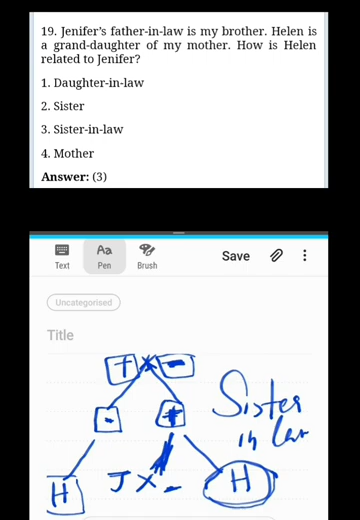 19. Jenifer's father-in-law is my brother. Helen is
a grand-daughter of my mother. How is Helen
related to Jenifer?
1. Daughter-in-law
2. Sister
3. Sister-in-law
4. Mother
Answer: (3)
Text
Aa
Pen
Brush
Save
Uncategorised
Title
+ x -
- +
Sister
in law
H J x - H